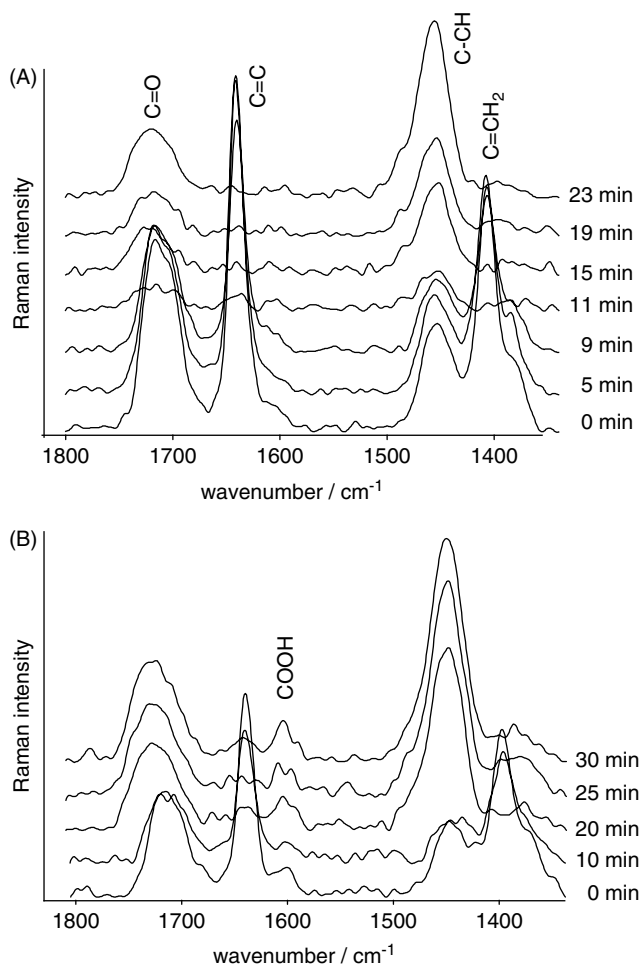 (A)
C=O
C=C
C-CH
C=CH₂
Raman intensity
23 min
19 min
15 min
11 min
9 min
5 min
0 min
1800 1700 1600 1500 1400
wavenumber / cm⁻¹
(B)
COOH
Raman intensity
30 min
25 min
20 min
10 min
0 min
1800 1700 1600 1500 1400
wavenumber / cm⁻¹